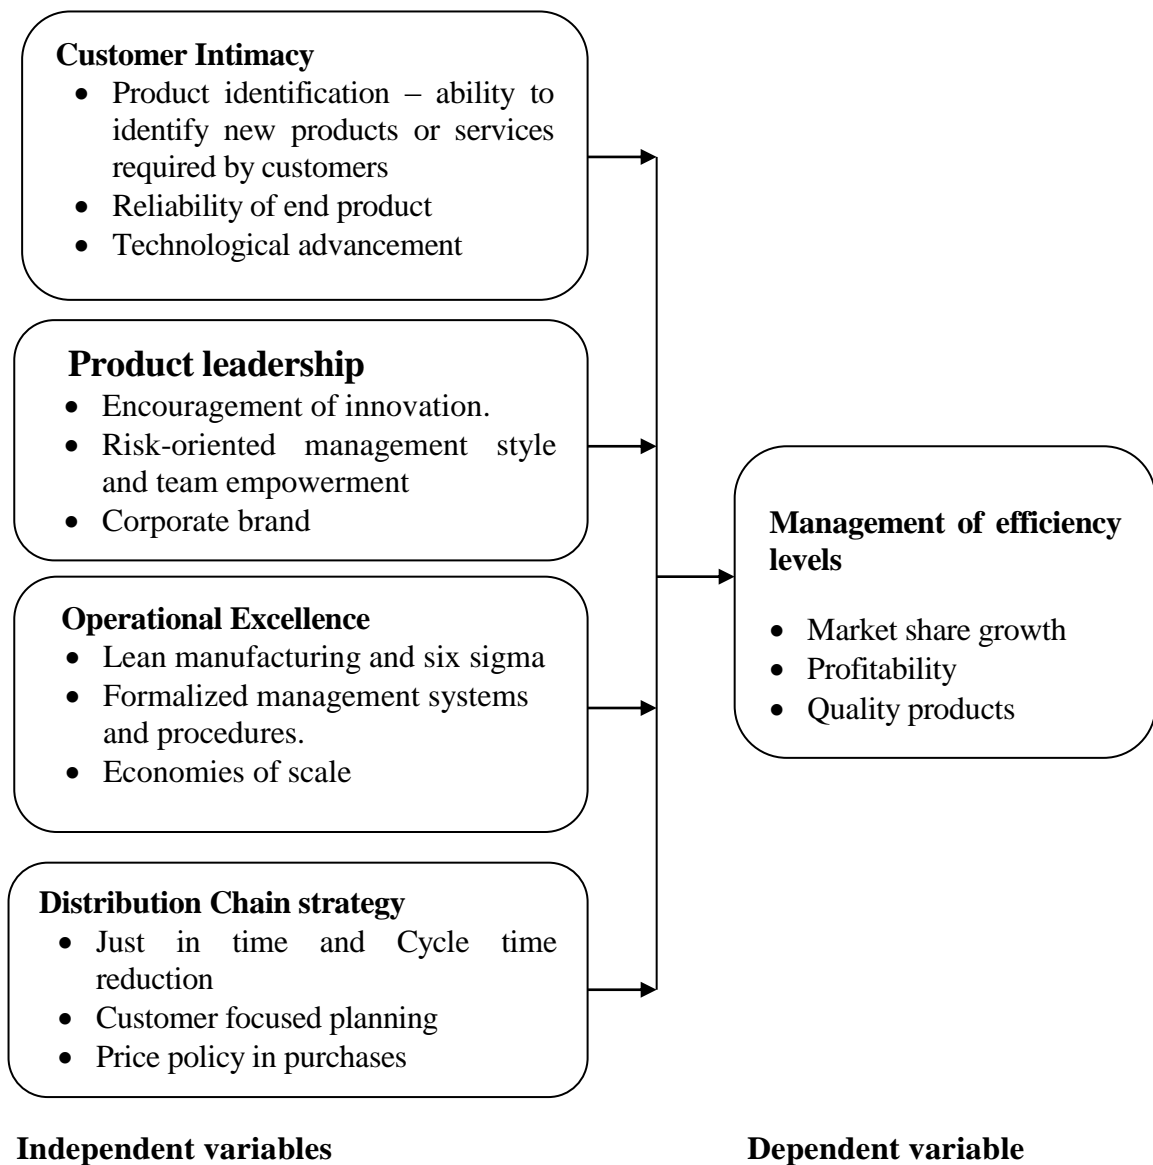 Customer Intimacy
• Product identification – ability to
identify new products or services
required by customers
• Reliability of end product
• Technological advancement
Product leadership
• Encouragement of innovation.
• Risk-oriented management style
and team empowerment
• Corporate brand
Operational Excellence
• Lean manufacturing and six sigma
• Formalized management systems
and procedures.
• Economies of scale
Distribution Chain strategy
• Just in time and Cycle time
reduction
• Customer focused planning
• Price policy in purchases
Management of efficiency
levels
• Market share growth
• Profitability
• Quality products
Independent variables
Dependent variable